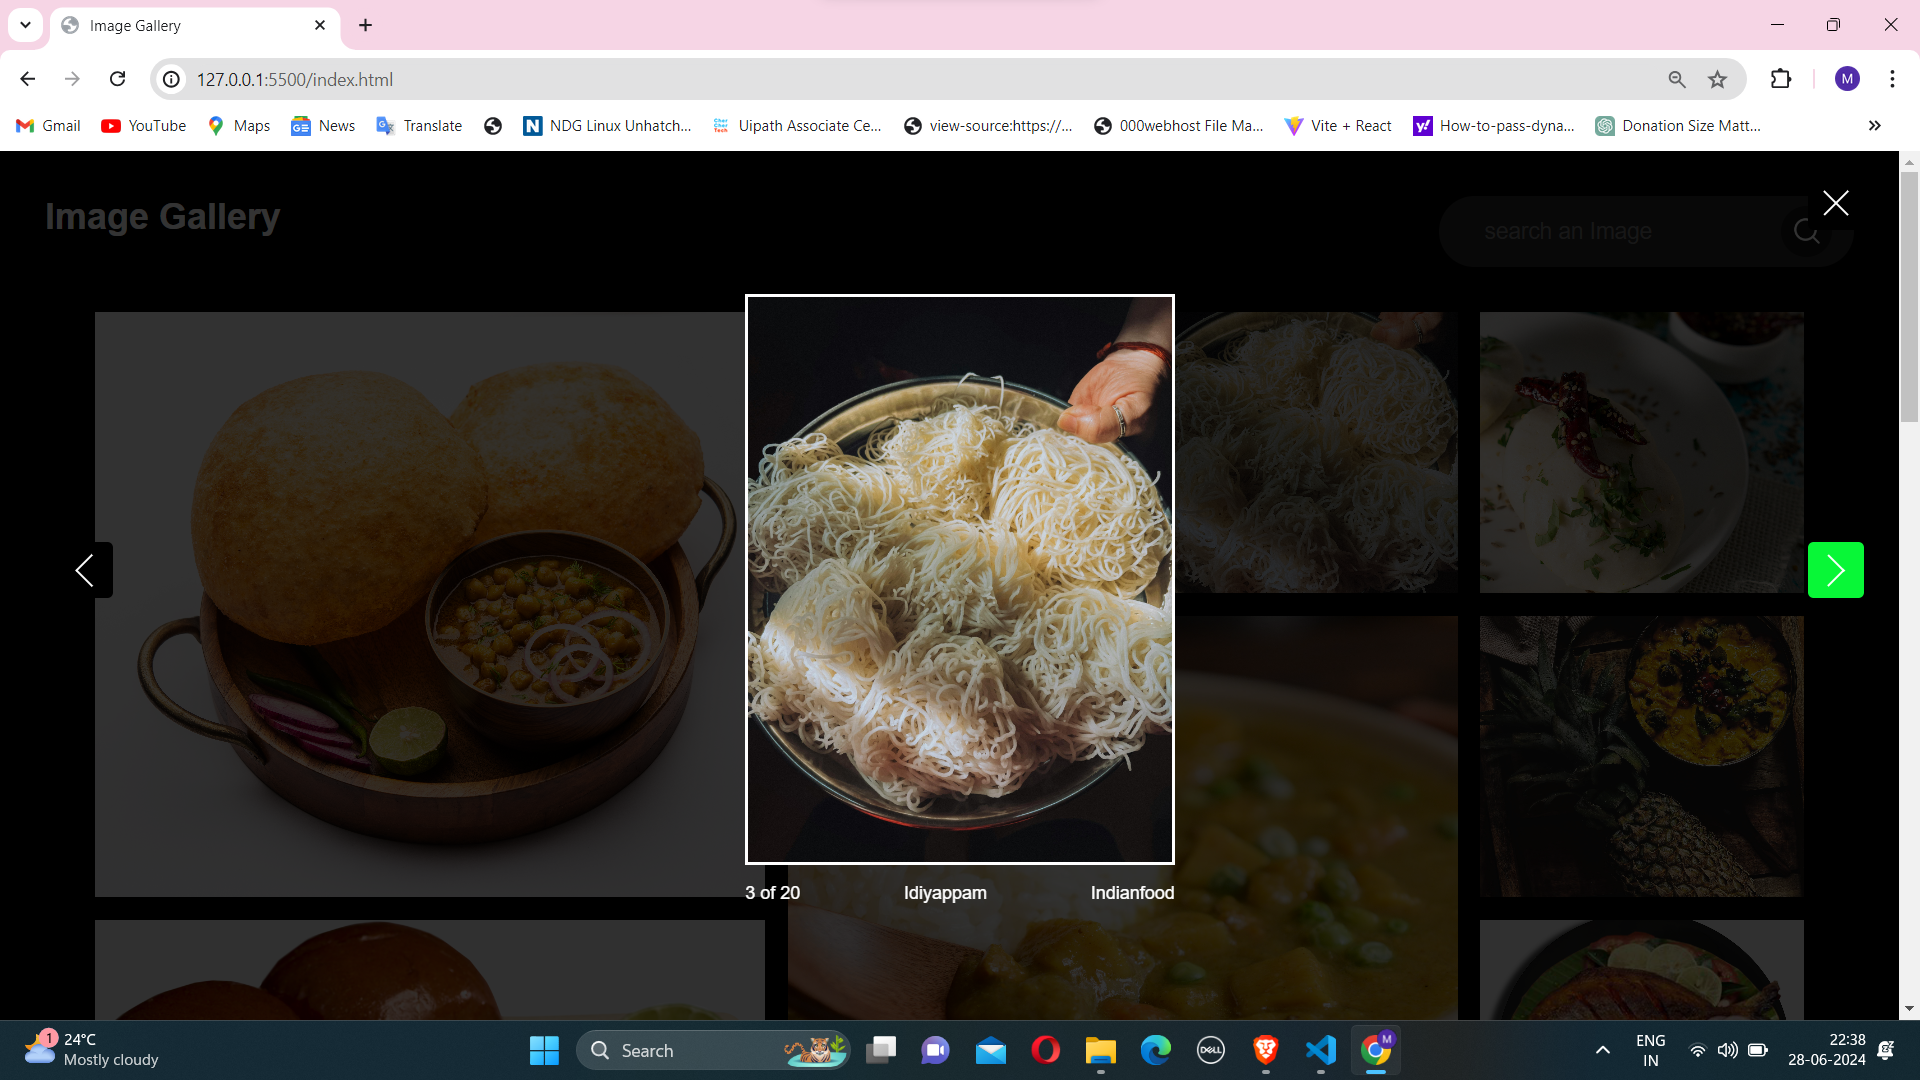 Image Gallery
127.0.0.1:5500/index.html
M
Gmail YouTube Maps News Translate NDG Linux Unhatch... Uipath Associate Ce... view-source:https://... 000webhost File Ma... Vite + React How-to-pass-dyna... Donation Size Matt...
Image Gallery
search an Image
3 of 20 Idiyappam Indianfood
1
24°C
Mostly cloudy
Search
DELL
M
ENG
IN
22:38
28-06-2024